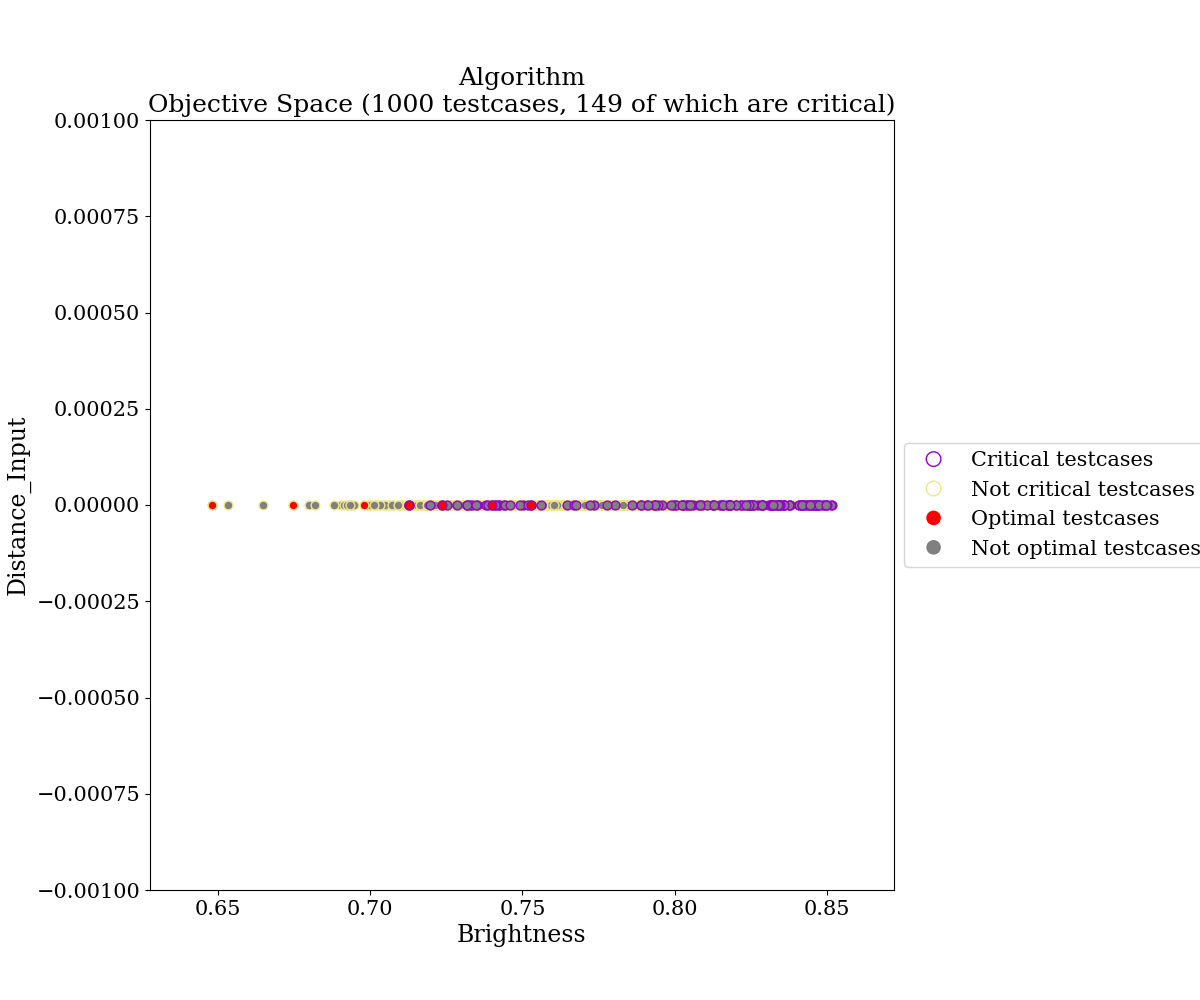 Algorithm
Objective Space (1000 testcases, 149 of which are critical)
0.00100
0.00075
0.00050
0.00025
0.00000
−0.00025
−0.00050
−0.00075
−0.00100
Distance_Input
0.65 0.70 0.75 0.80 0.85
Brightness
Critical testcases
Not critical testcases
Optimal testcases
Not optimal testcases